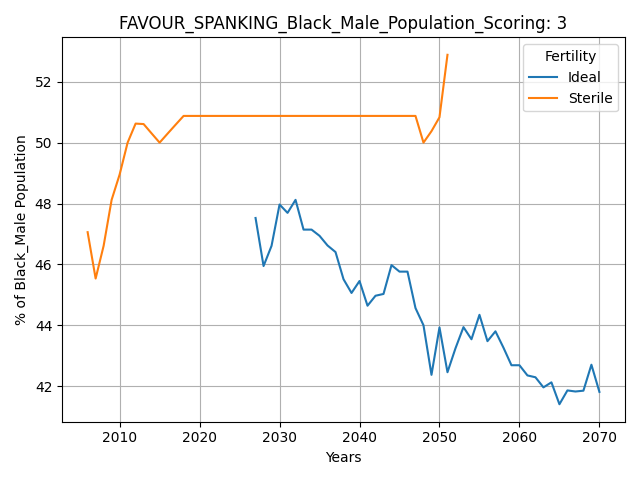 FAVOUR_SPANKING_Black_Male_Population_Scoring: 3
Fertility
Ideal
Sterile
% of Black_Male Population
52
50
48
46
44
42
2010 2020 2030 2040 2050 2060 2070
Years